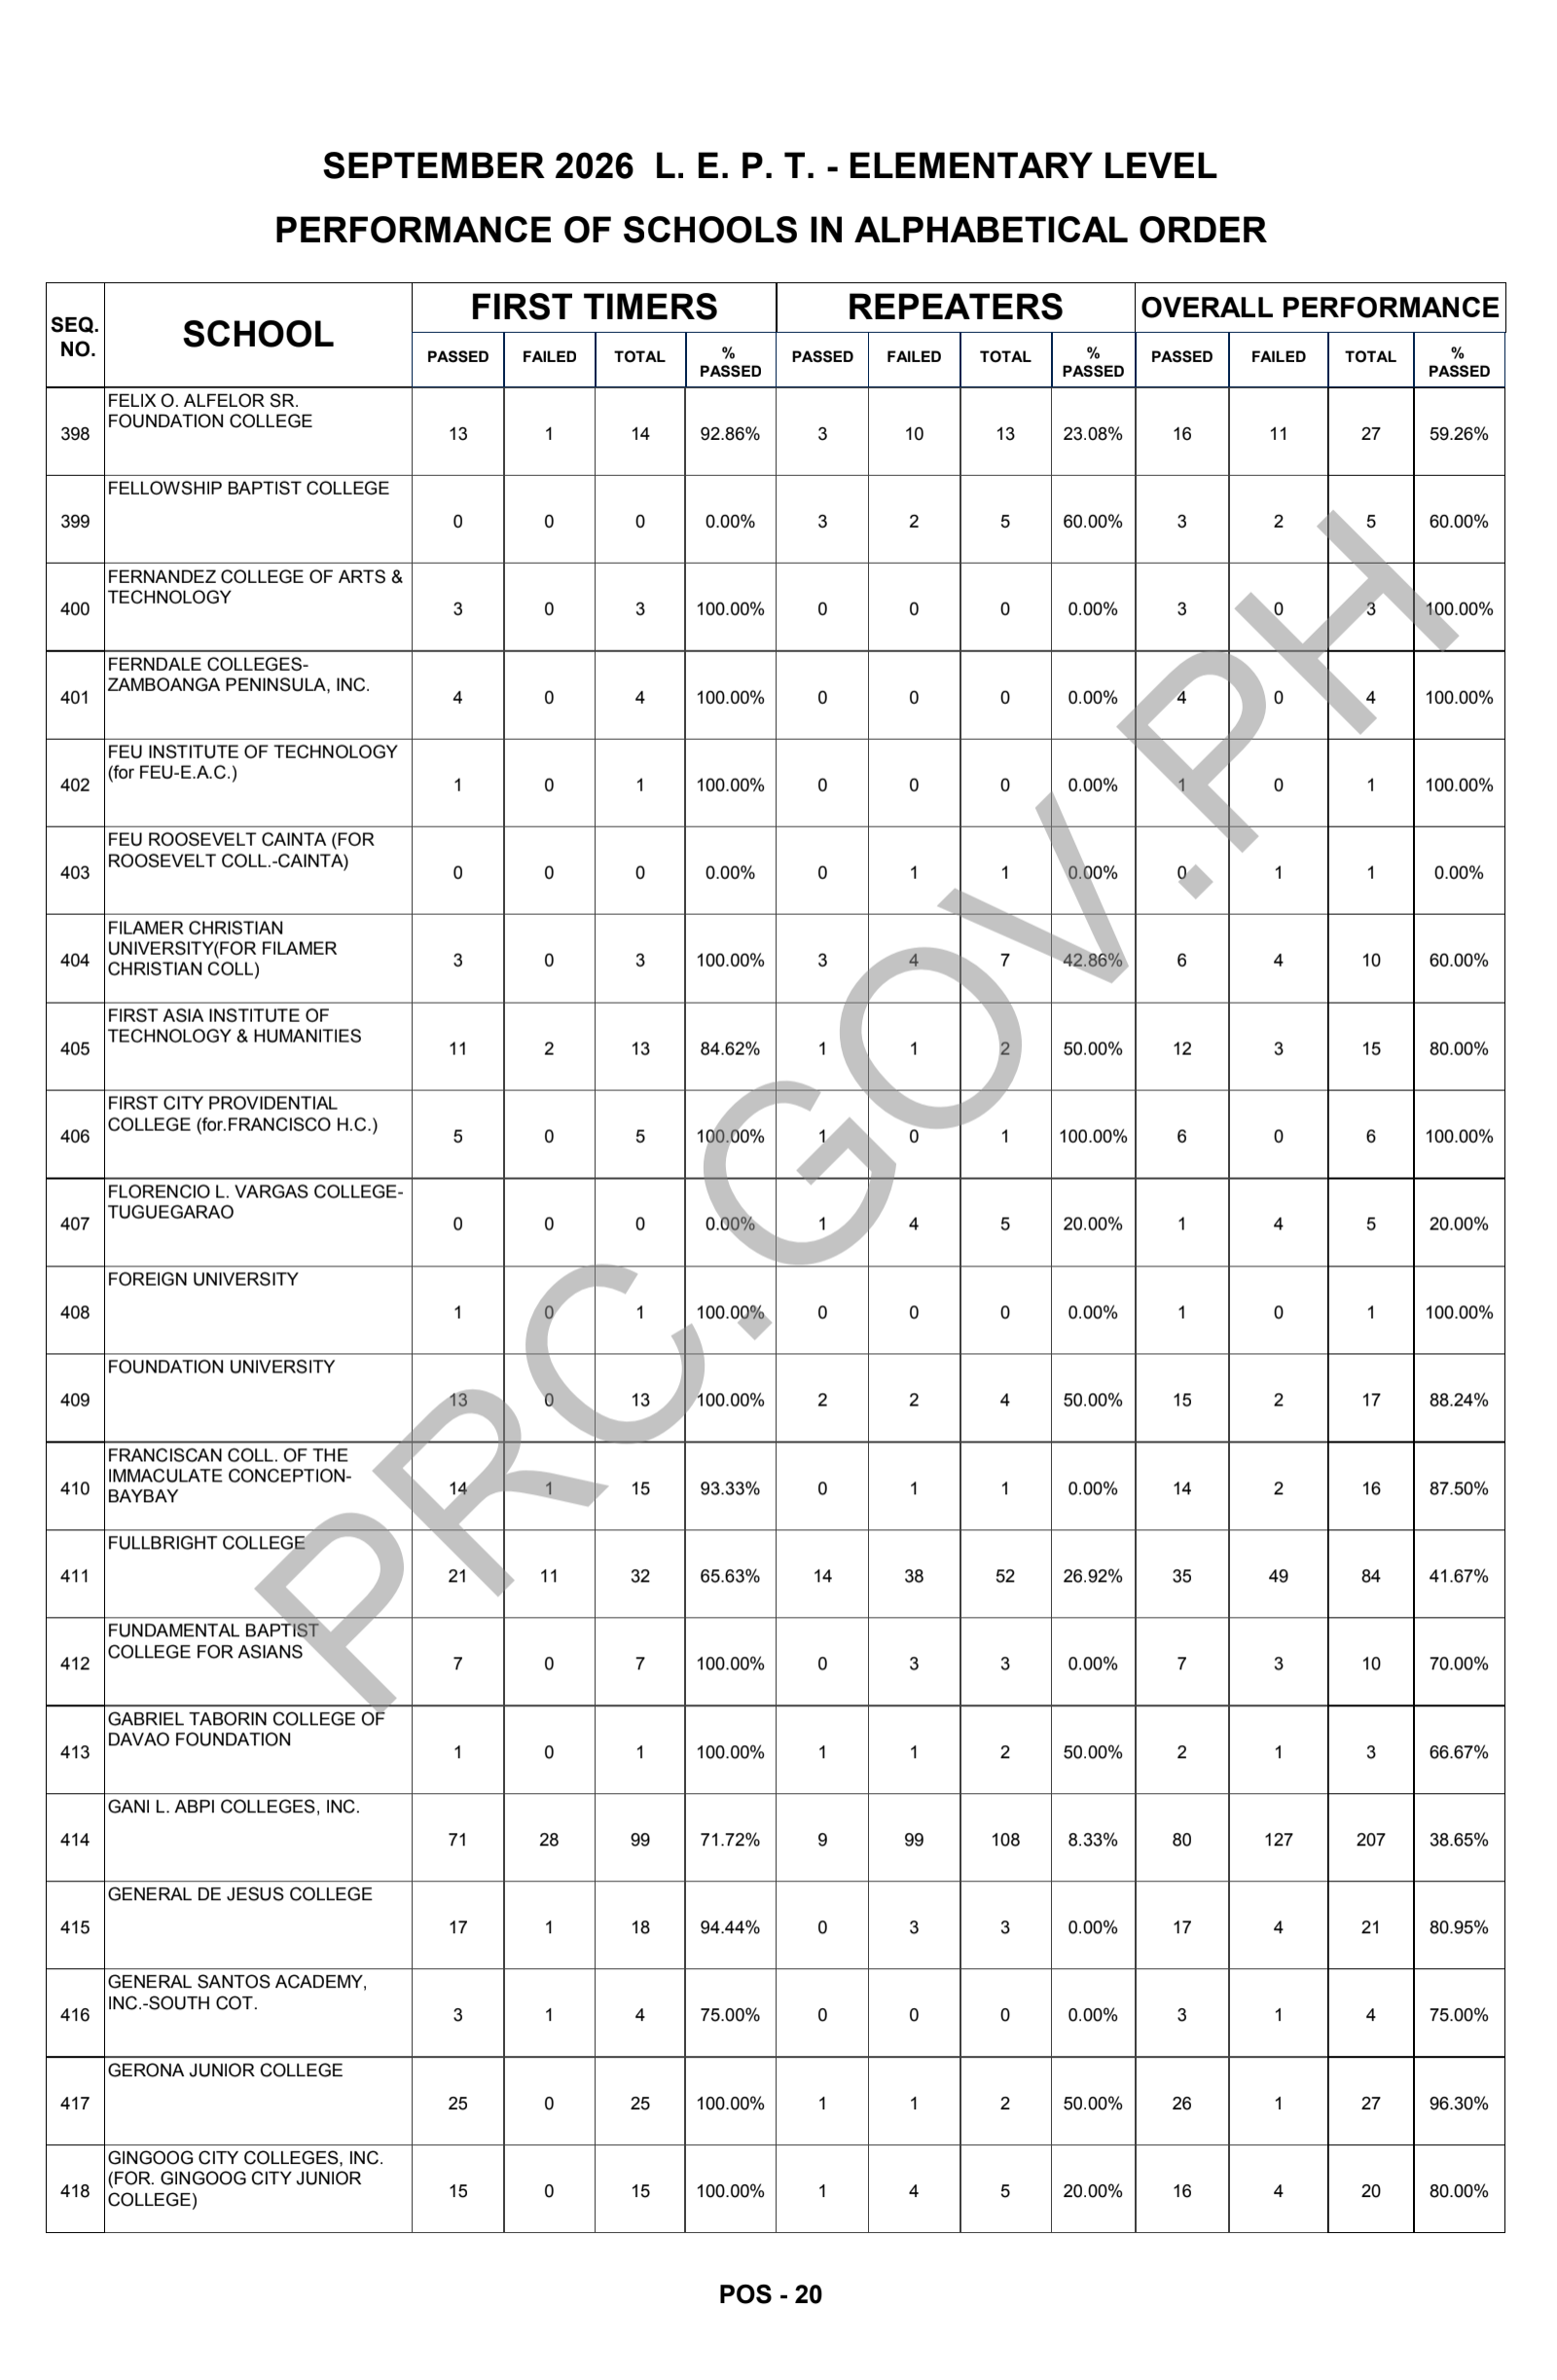 SEPTEMBER 2026 L. E. P. T. - ELEMENTARY LEVEL
PERFORMANCE OF SCHOOLS IN ALPHABETICAL ORDER
SEQ. NO. SCHOOL FIRST TIMERS REPEATERS OVERALL PERFORMANCE
PASSED FAILED TOTAL % PASSED PASSED FAILED TOTAL % PASSED PASSED FAILED TOTAL % PASSED
FELIX O. ALFELOR SR.
FOUNDATION COLLEGE
398 13 1 14 92.86% 3 10 13 23.08% 16 11 27 59.26%
FELLOWSHIP BAPTIST COLLEGE
399 0 0 0 0.00% 3 2 5 60.00% 3 2 5 60.00%
FERNANDEZ COLLEGE OF ARTS &
TECHNOLOGY
400 3 0 3 100.00% 0 0 0 0.00% 3 0 3 100.00%
FERNDALE COLLEGES-
ZAMBOANGA PENINSULA, INC.
401 4 0 4 100.00% 0 0 0 0.00% 4 0 4 100.00%
FEU INSTITUTE OF TECHNOLOGY
(for FEU-E.A.C.)
402 1 0 1 100.00% 0 0 0 0.00% 1 0 1 100.00%
FEU ROOSEVELT CAINTA (FOR
ROOSEVELT COLL.-CAINTA)
403 0 0 0 0.00% 0 1 1 0.00% 0 1 1 0.00%
FILAMER CHRISTIAN
UNIVERSITY(FOR FILAMER
CHRISTIAN COLL)
404 3 0 3 100.00% 3 4 7 42.86% 6 4 10 60.00%
FIRST ASIA INSTITUTE OF
TECHNOLOGY & HUMANITIES
405 11 2 13 84.62% 1 1 2 50.00% 12 3 15 80.00%
FIRST CITY PROVIDENTIAL
COLLEGE (for.FRANCISCO H.C.)
406 5 0 5 100.00% 1 0 1 100.00% 6 0 6 100.00%
FLORENCIO L. VARGAS COLLEGE-
TUGUEGARAO
407 0 0 0 0.00% 1 4 5 20.00% 1 4 5 20.00%
FOREIGN UNIVERSITY
408 1 0 1 100.00% 0 0 0 0.00% 1 0 1 100.00%
FOUNDATION UNIVERSITY
409 13 0 13 100.00% 2 2 4 50.00% 15 2 17 88.24%
FRANCISCAN COLL. OF THE
IMMACULATE CONCEPTION-
BAYBAY
410 14 1 15 93.33% 0 1 1 0.00% 14 2 16 87.50%
FULLBRIGHT COLLEGE
411 21 11 32 65.63% 14 38 52 26.92% 35 49 84 41.67%
FUNDAMENTAL BAPTIST
COLLEGE FOR ASIANS
412 7 0 7 100.00% 0 3 3 0.00% 7 3 10 70.00%
GABRIEL TABORIN COLLEGE OF
DAVAO FOUNDATION
413 1 0 1 100.00% 1 1 2 50.00% 2 1 3 66.67%
GANI L. ABPI COLLEGES, INC.
414 71 28 99 71.72% 9 99 108 8.33% 80 127 207 38.65%
GENERAL DE JESUS COLLEGE
415 17 1 18 94.44% 0 3 3 0.00% 17 4 21 80.95%
GENERAL SANTOS ACADEMY,
INC.-SOUTH COT.
416 3 1 4 75.00% 0 0 0 0.00% 3 1 4 75.00%
GERONA JUNIOR COLLEGE
417 25 0 25 100.00% 1 1 2 50.00% 26 1 27 96.30%
GINGOOG CITY COLLEGES, INC.
(FOR. GINGOOG CITY JUNIOR
COLLEGE)
418 15 0 15 100.00% 1 4 5 20.00% 16 4 20 80.00%
PRC.GOV.PH
POS - 20